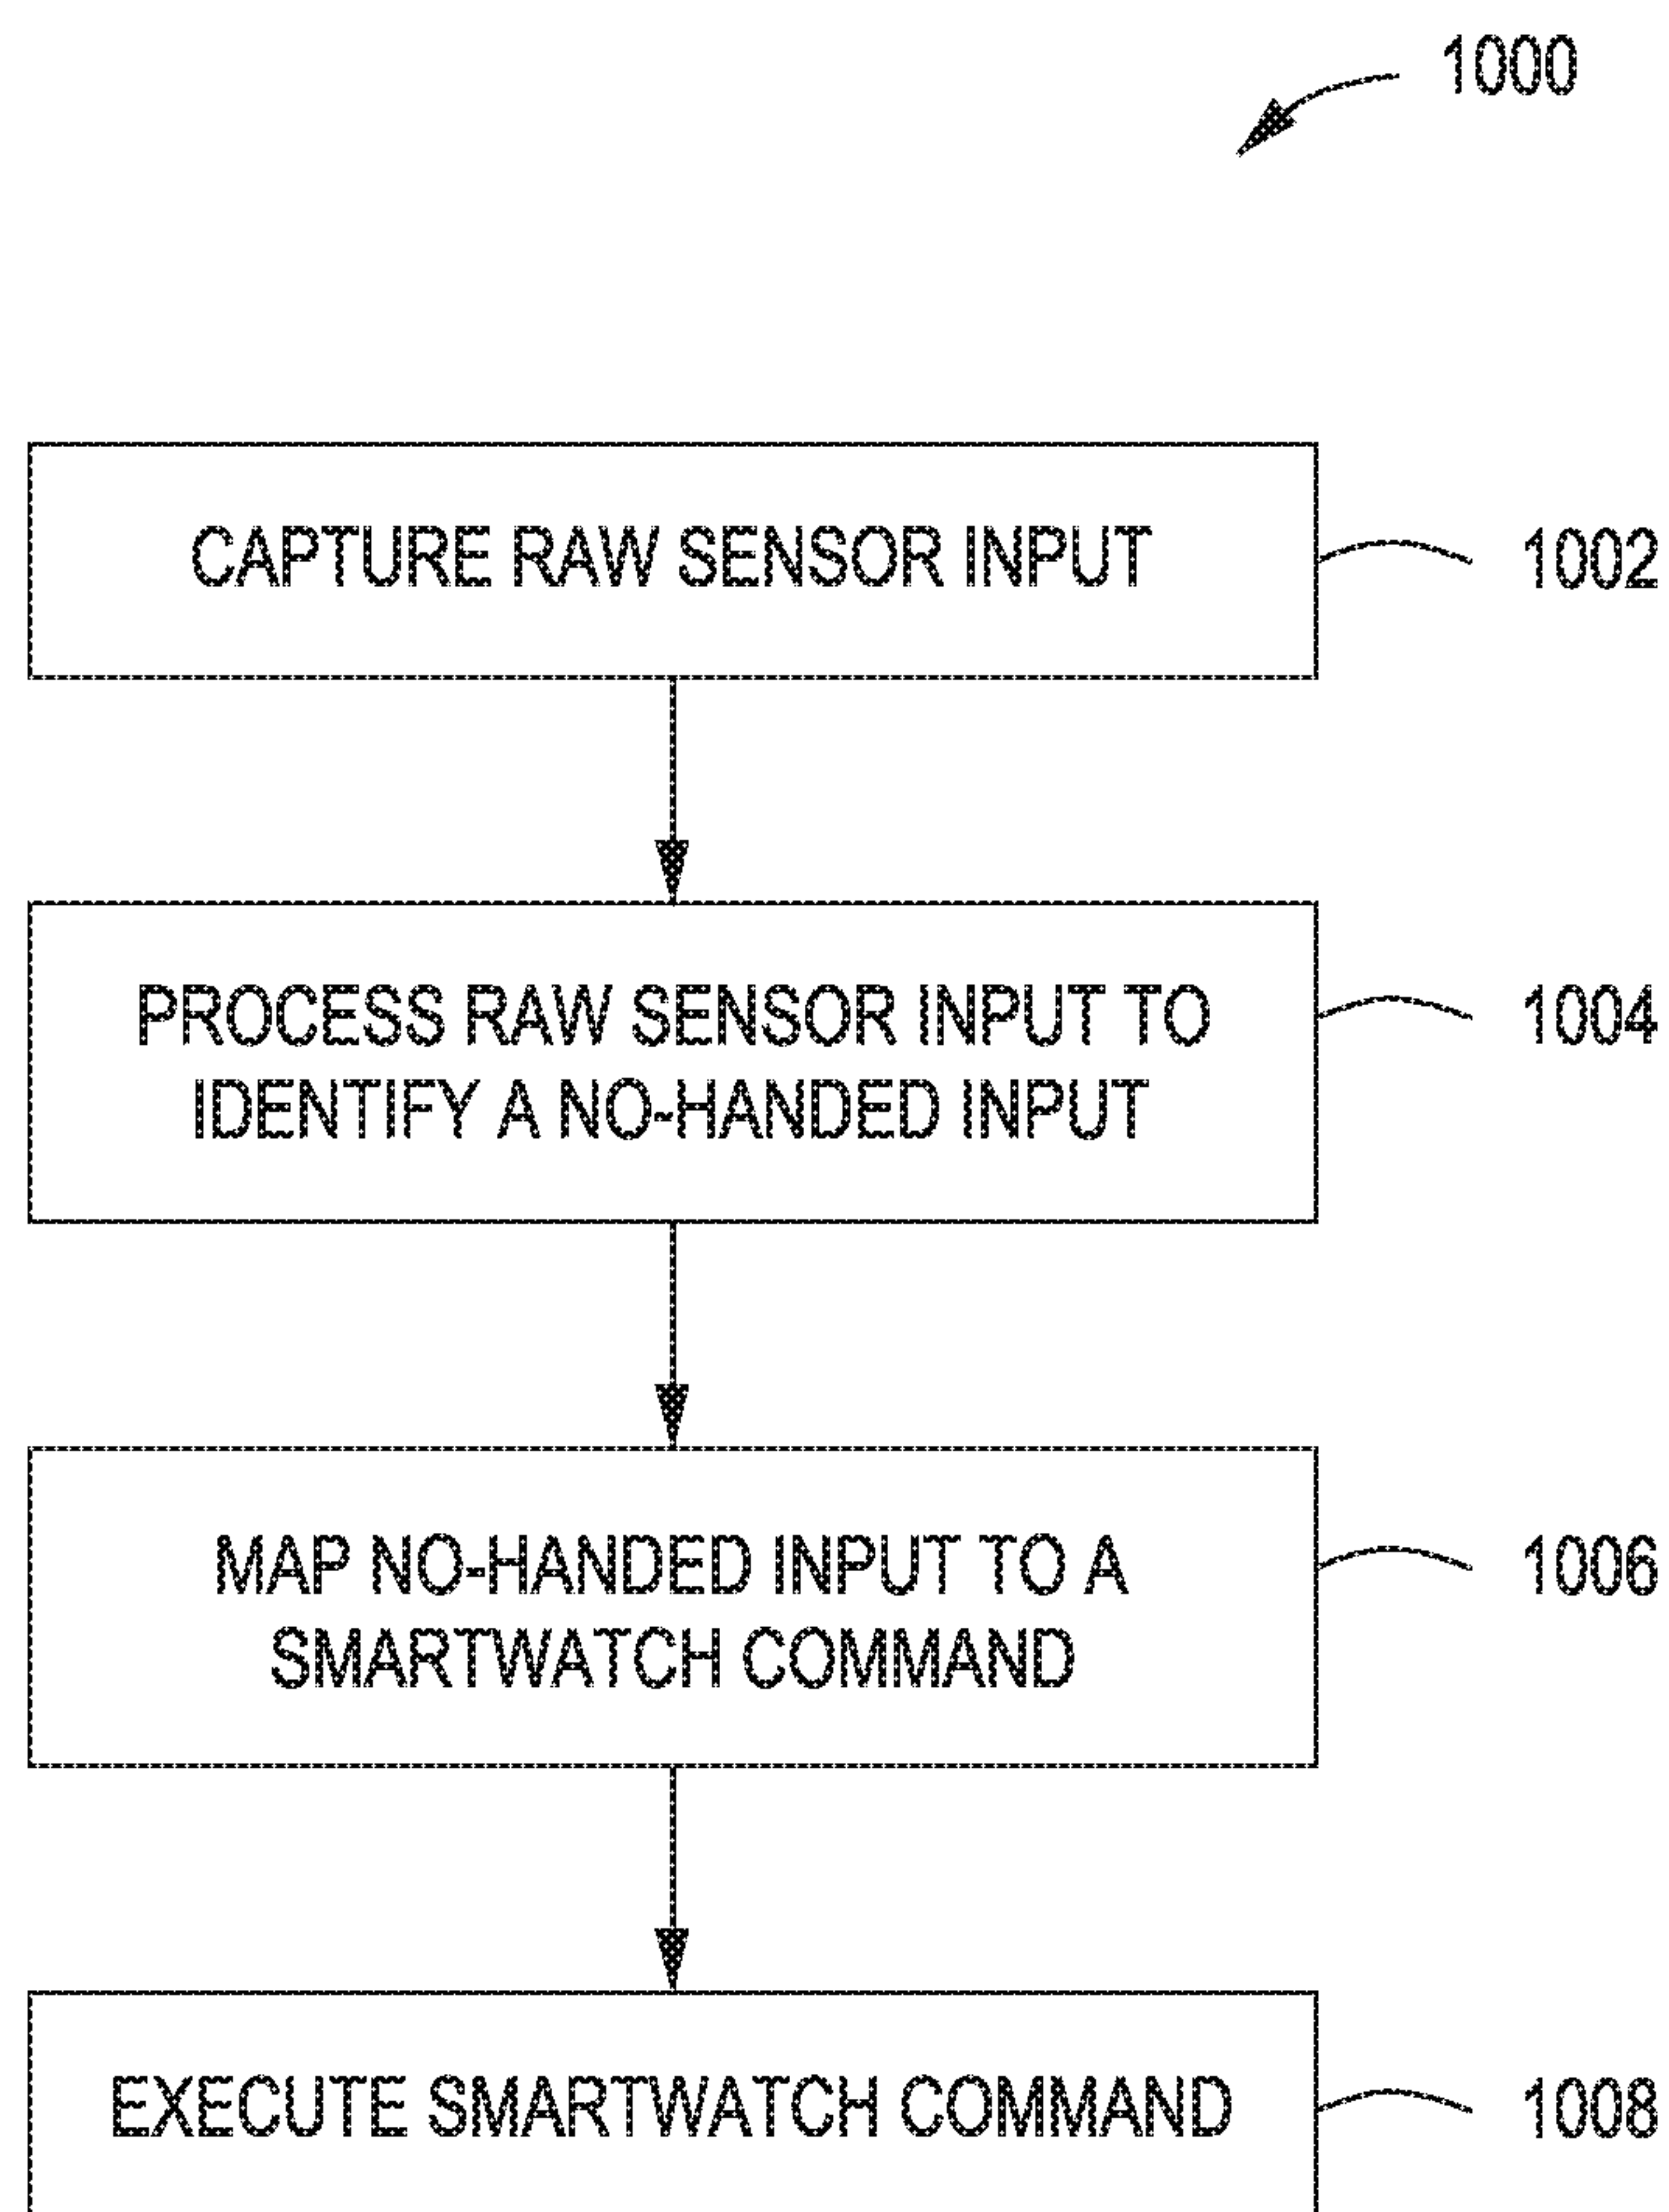 1000
CAPTURE RAW SENSOR INPUT
1002
PROCESS RAW SENSOR INPUT TO
IDENTIFY A NO-HANDED INPUT
1004
MAP NO-HANDED INPUT TO A
SMARTWATCH COMMAND
1006
EXECUTE SMARTWATCH COMMAND
1008